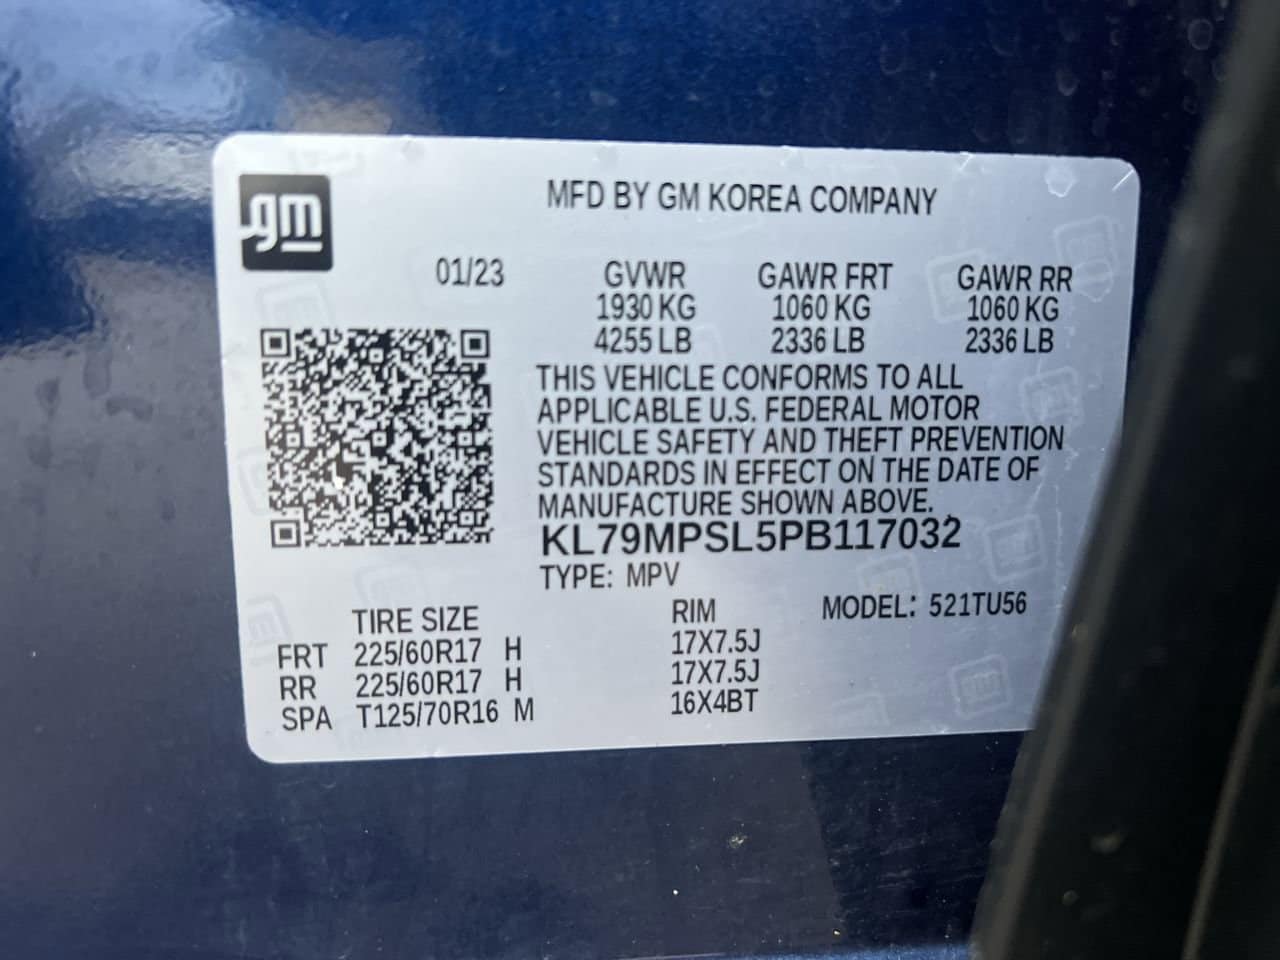 gm
MFD BY GM KOREA COMPANY
01/23 GVWR GAWR FRT GAWR RR
1930 KG 1060 KG 1060 KG
4255 LB 2336 LB 2336 LB
THIS VEHICLE CONFORMS TO ALL
APPLICABLE U.S. FEDERAL MOTOR
VEHICLE SAFETY AND THEFT PREVENTION
STANDARDS IN EFFECT ON THE DATE OF
MANUFACTURE SHOWN ABOVE.
KL79MPSL5PB117032
TYPE: MPV
TIRE SIZE RIM MODEL: 521TU56
FRT 225/60R17 H 17X7.5J
RR 225/60R17 H 17X7.5J
SPA T125/70R16 M 16X4BT